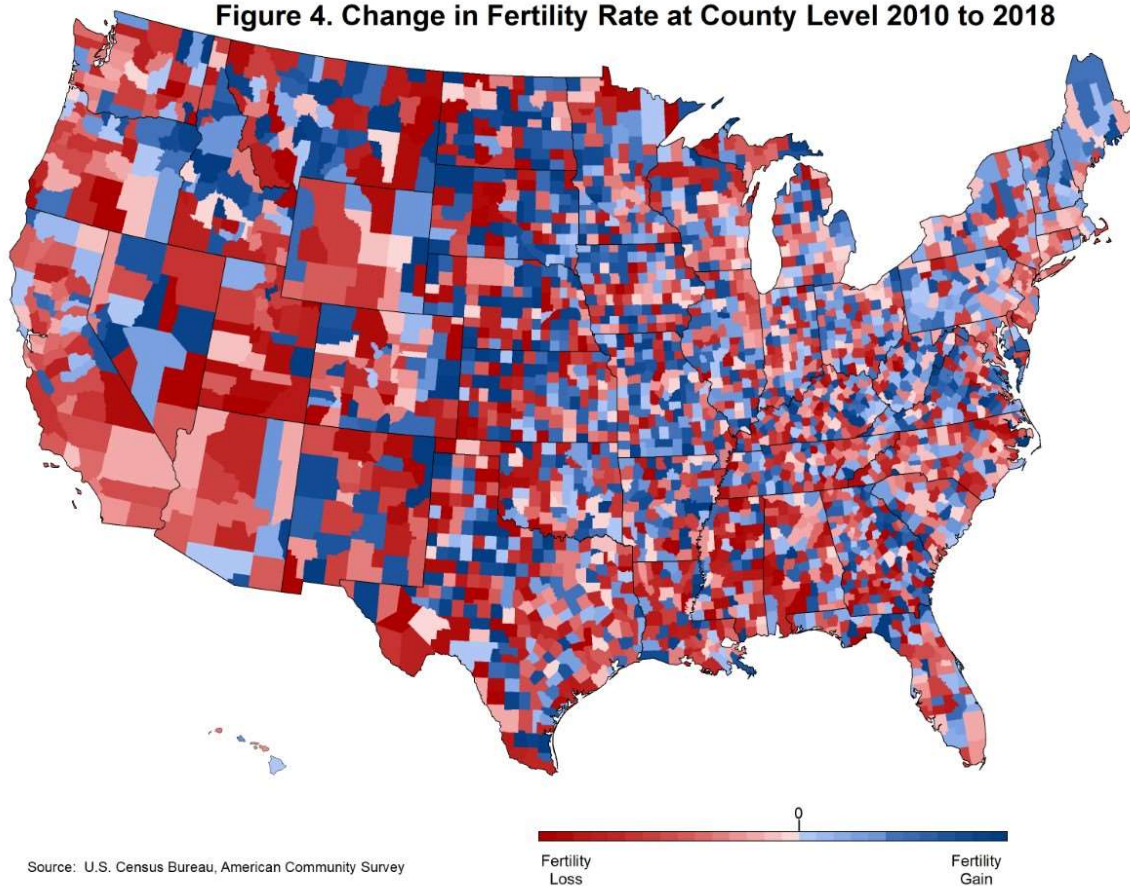 Figure 4. Change in Fertility Rate at County Level 2010 to 2018
0
Fertility
Loss
Fertility
Gain
Source: U.S. Census Bureau, American Community Survey